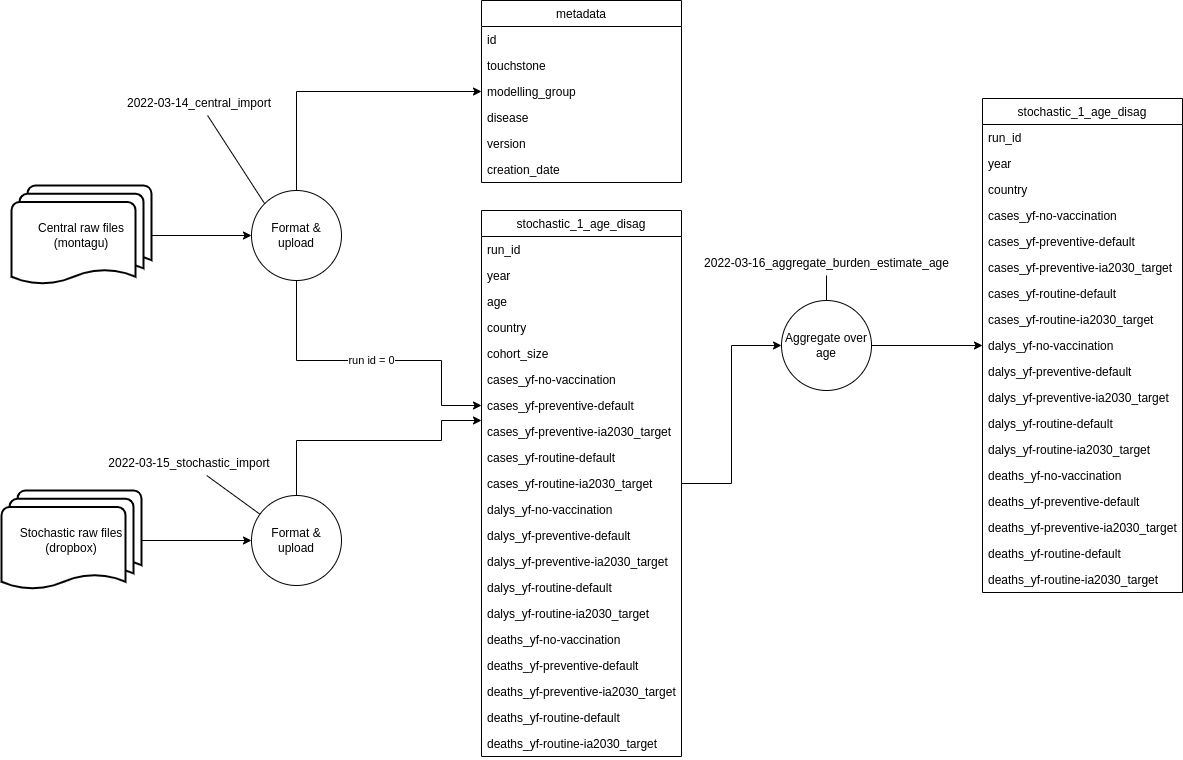 metadata
id
touchstone
modelling_group
disease
version
creation_date
2022-03-14_central_import
Central raw files
(montagu)
Format &
upload
run id = 0
2022-03-15_stochastic_import
Stochastic raw files
(dropbox)
Format &
upload
stochastic_1_age_disag
run_id
year
age
country
cohort_size
cases_yf-no-vaccination
cases_yf-preventive-default
cases_yf-preventive-ia2030_target
cases_yf-routine-default
cases_yf-routine-ia2030_target
dalys_yf-no-vaccination
dalys_yf-preventive-default
dalys_yf-preventive-ia2030_target
dalys_yf-routine-default
dalys_yf-routine-ia2030_target
deaths_yf-no-vaccination
deaths_yf-preventive-default
deaths_yf-preventive-ia2030_target
deaths_yf-routine-default
deaths_yf-routine-ia2030_target
2022-03-16_aggregate_burden_estimate_age
Aggregate over
age
stochastic_1_age_disag
run_id
year
country
cases_yf-no-vaccination
cases_yf-preventive-default
cases_yf-preventive-ia2030_target
cases_yf-routine-default
cases_yf-routine-ia2030_target
dalys_yf-no-vaccination
dalys_yf-preventive-default
dalys_yf-preventive-ia2030_target
dalys_yf-routine-default
dalys_yf-routine-ia2030_target
deaths_yf-no-vaccination
deaths_yf-preventive-default
deaths_yf-preventive-ia2030_target
deaths_yf-routine-default
deaths_yf-routine-ia2030_target